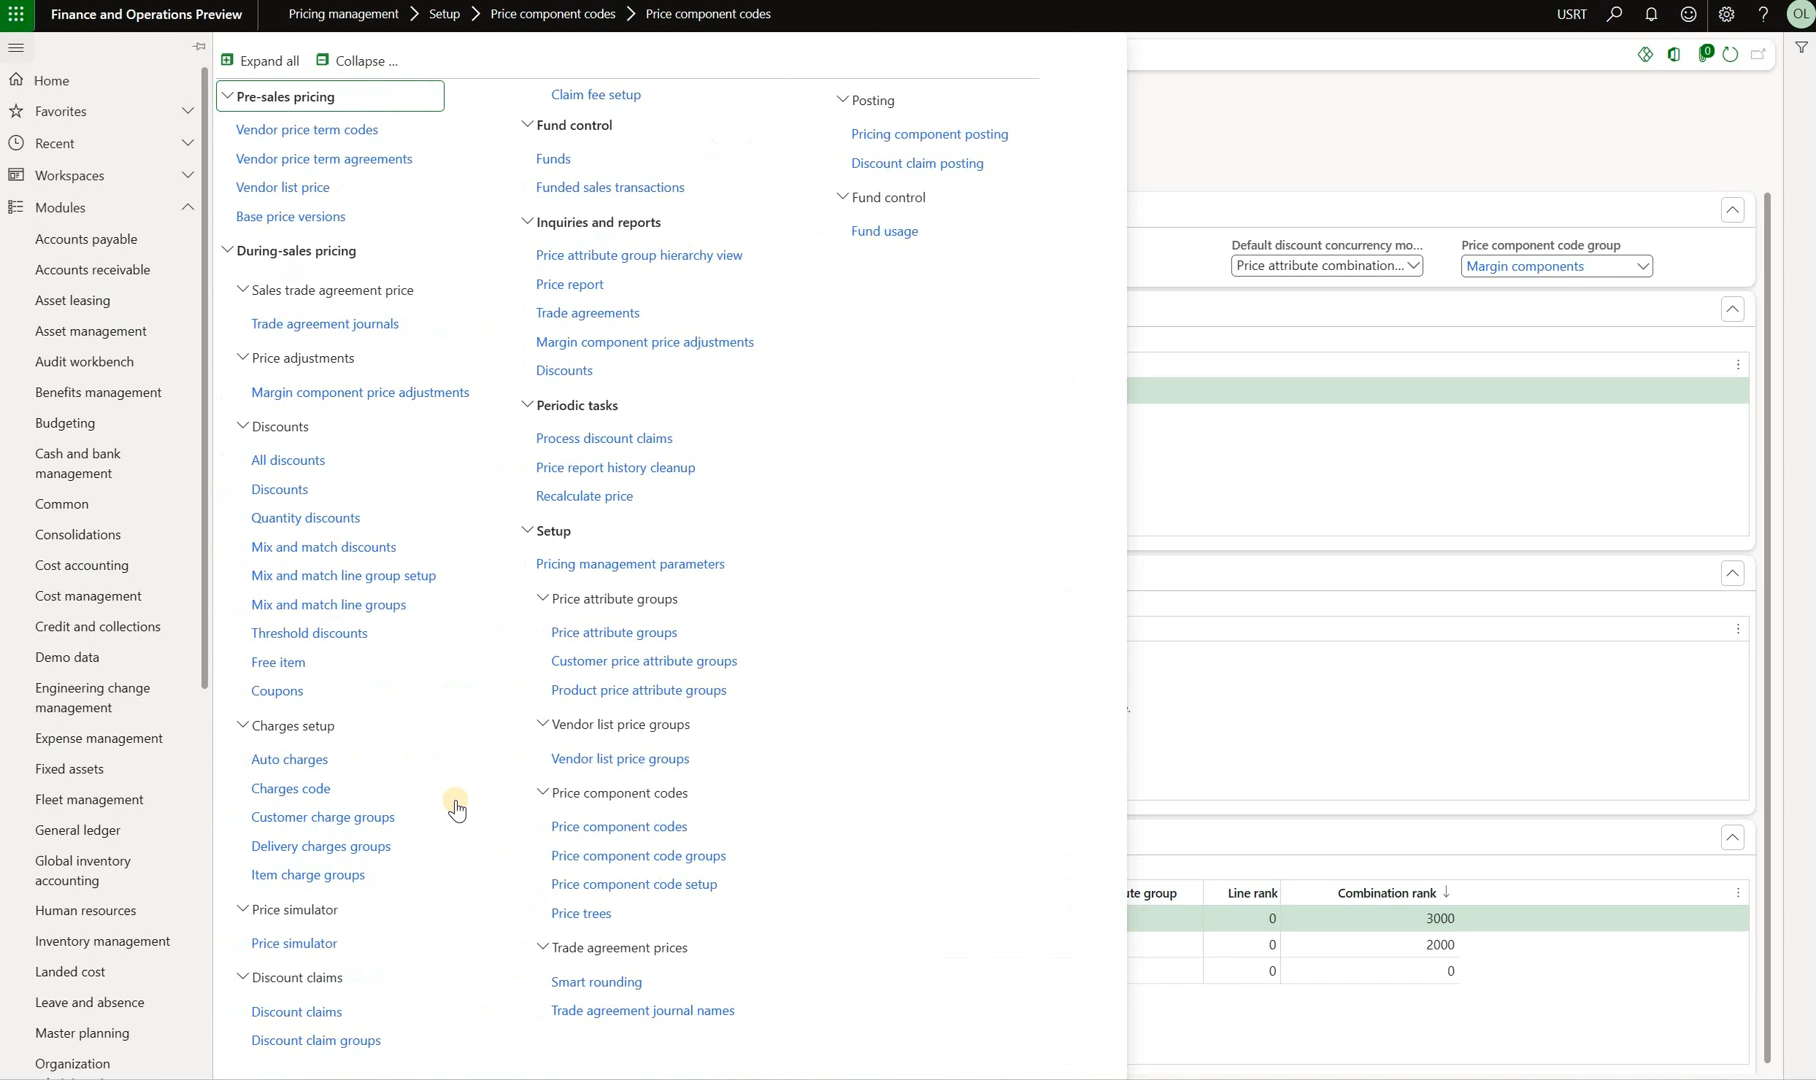 Finance and Operations Preview
Pricing management
Setup
Price component codes
Price component codes
USRT
OL
0
Home
Favorites
Recent
Workspaces
Modules
Accounts payable
Accounts receivable
Asset leasing
Asset management
Audit workbench
Benefits management
Budgeting
Cash and bank
management
Common
Consolidations
Cost accounting
Cost management
Credit and collections
Demo data
Engineering change
management
Expense management
Fixed assets
Fleet management
General ledger
Global inventory
accounting
Human resources
Inventory management
Landed cost
Leave and absence
Master planning
Organization
Expand all
Collapse ...
Pre-sales pricing
Vendor price term codes
Vendor price term agreements
Vendor list price
Base price versions
During-sales pricing
Sales trade agreement price
Trade agreement journals
Price adjustments
Margin component price adjustments
Discounts
All discounts
Discounts
Quantity discounts
Mix and match discounts
Mix and match line group setup
Mix and match line groups
Threshold discounts
Free item
Coupons
Charges setup
Auto charges
Charges code
Customer charge groups
Delivery charges groups
Item charge groups
Price simulator
Price simulator
Discount claims
Discount claims
Discount claim groups
Claim fee setup
Fund control
Funds
Funded sales transactions
Inquiries and reports
Price attribute group hierarchy view
Price report
Trade agreements
Margin component price adjustments
Discounts
Periodic tasks
Process discount claims
Price report history cleanup
Recalculate price
Setup
Pricing management parameters
Price attribute groups
Price attribute groups
Customer price attribute groups
Product price attribute groups
Vendor list price groups
Vendor list price groups
Price component codes
Price component codes
Price component code groups
Price component code setup
Price trees
Trade agreement prices
Smart rounding
Trade agreement journal names
Posting
Pricing component posting
Discount claim posting
Fund control
Fund usage
Default discount concurrency mo...
Price attribute combination...
Price component code group
Margin components
ute group
Line rank
Combination rank
0
3000
0
2000
0
0